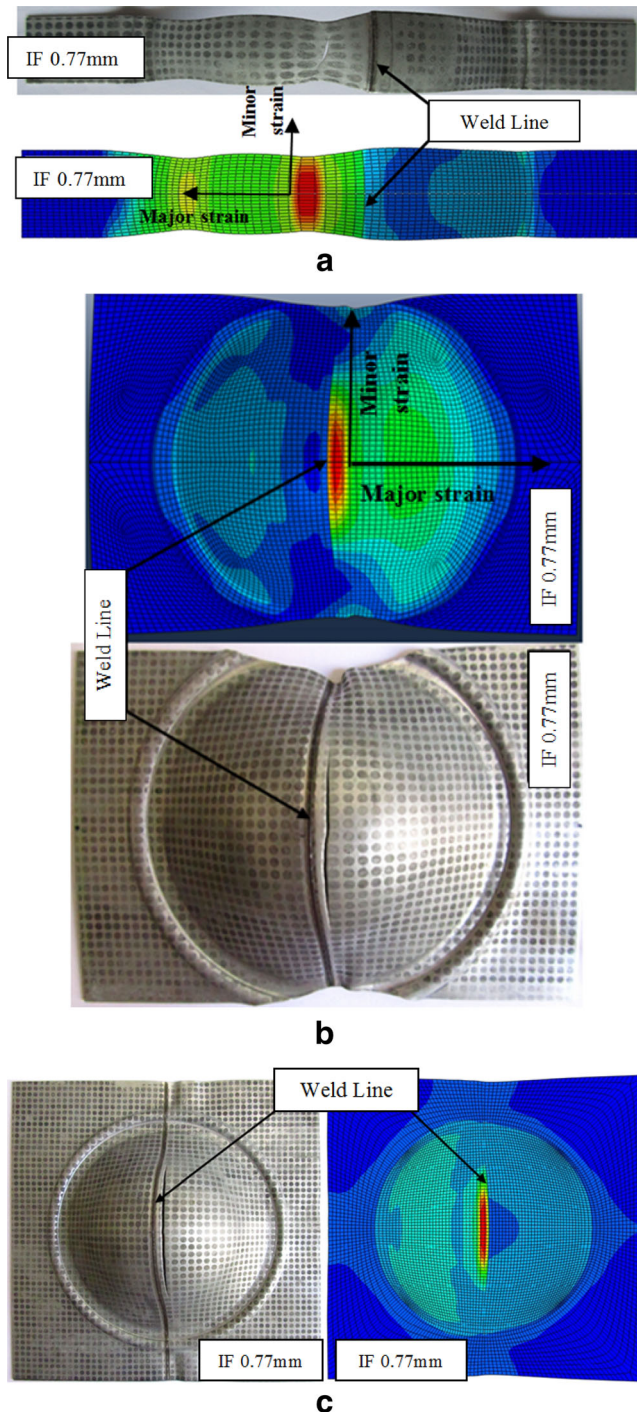 IF 0.77mm
Weld Line
Minor
strain
IF 0.77mm
Major strain
a
Minor
strain
Major strain
IF 0.77mm
Weld Line
IF 0.77mm
b
Weld Line
IF 0.77mm
IF 0.77mm
c